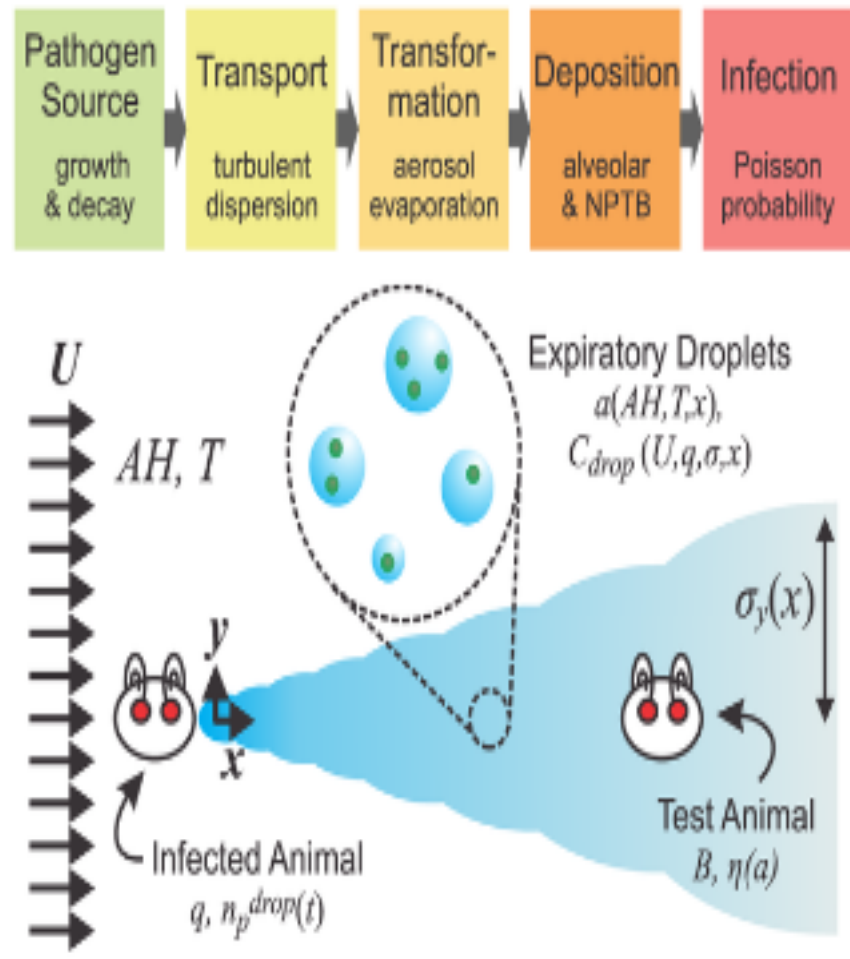 Pathogen
Source
growth
& decay
Transport
turbulent
dispersion
Transfor-
mation
aerosol
evaporation
Deposition
alveolar
& NPTB
Infection
Poisson
probability
U
AH, T
Expiratory Droplets
a(AH,T,x),
C_drop (U,q,σ,x)
σ_y(x)
y
x
Infected Animal
q, n_p^drop(t)
Test Animal
B, η(a)